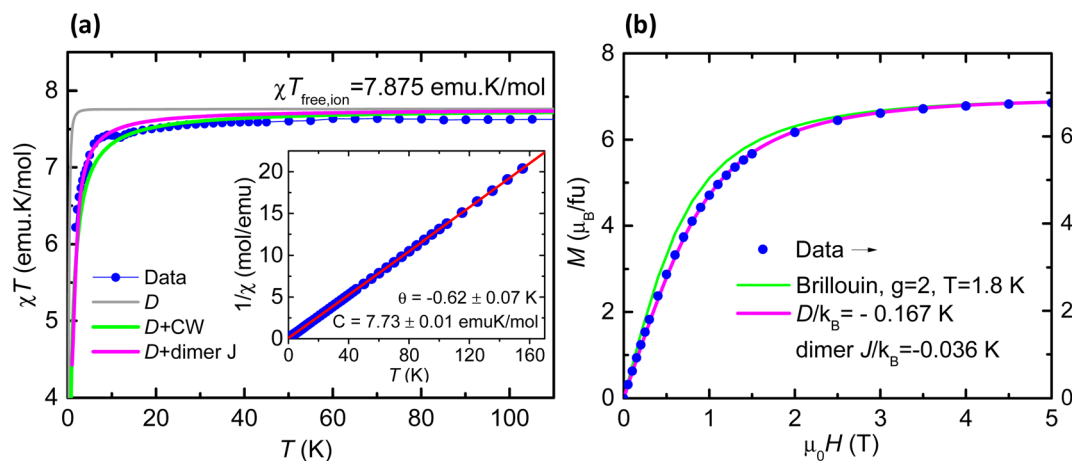 (a)
χT_free,ion=7.875 emu.K/mol
8
7
6
5
4
χT (emu.K/mol)
0
20
40
60
80
100
T (K)
Data
D
D+CW
D+dimer J
20
15
10
5
0
1/χ (mol/emu)
θ = -0.62 ± 0.07 K
C = 7.73 ± 0.01 emuK/mol
0
40
80
120
160
T (K)
(b)
8
6
4
2
0
M (μ_B/fu)
Data
Brillouin, g=2, T=1.8 K
D/k_B= - 0.167 K
dimer J/k_B=-0.036 K
6
4
2
0
0
1
2
3
4
5
μ_0H (T)